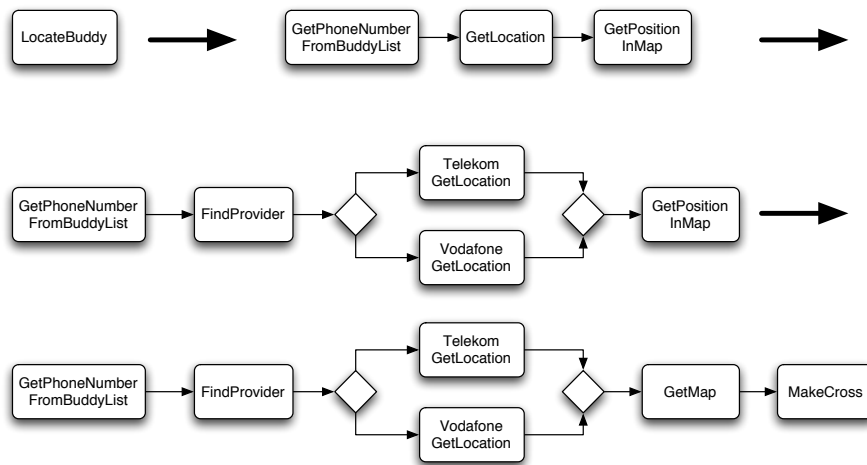 LocateBuddy
GetPhoneNumber
FromBuddyList
GetLocation
GetPosition
InMap
GetPhoneNumber
FromBuddyList
FindProvider
Telekom
GetLocation
Vodafone
GetLocation
GetPosition
InMap
GetPhoneNumber
FromBuddyList
FindProvider
Telekom
GetLocation
Vodafone
GetLocation
GetMap
MakeCross